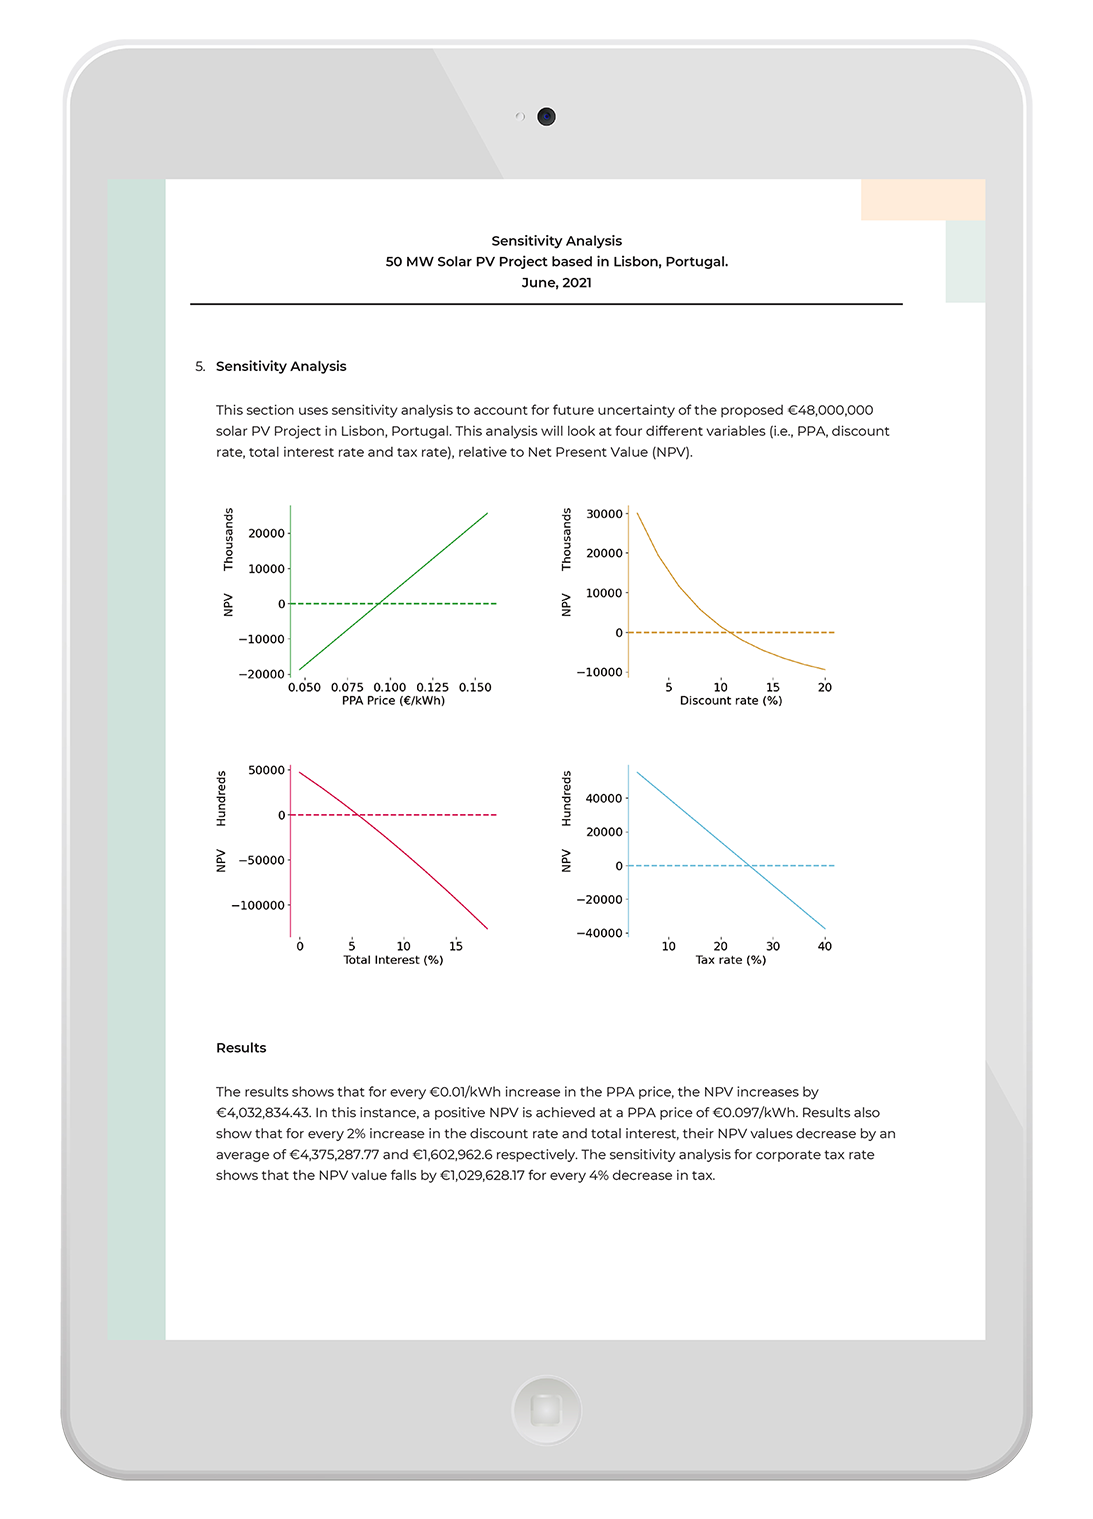 Sensitivity Analysis
50 MW Solar PV Project based in Lisbon, Portugal.
June, 2021
5. Sensitivity Analysis
This section uses sensitivity analysis to account for future uncertainty of the proposed €48,000,000
solar PV Project in Lisbon, Portugal. This analysis will look at four different variables (i.e., PPA, discount
rate, total interest rate and tax rate), relative to Net Present Value (NPV).
NPV Thousands
20000
10000
0
−10000
−20000
0.050 0.075 0.100 0.125 0.150
PPA Price (€/kWh)
NPV Thousands
30000
20000
10000
0
−10000
5 10 15 20
Discount rate (%)
NPV Hundreds
50000
0
−50000
−100000
0 5 10 15
Total Interest (%)
NPV Hundreds
40000
20000
0
−20000
−40000
10 20 30 40
Tax rate (%)
Results
The results shows that for every €0.01/kWh increase in the PPA price, the NPV increases by
€4,032,834.43. In this instance, a positive NPV is achieved at a PPA price of €0.097/kWh. Results also
show that for every 2% increase in the discount rate and total interest, their NPV values decrease by an
average of €4,375,287.77 and €1,602,962.6 respectively. The sensitivity analysis for corporate tax rate
shows that the NPV value falls by €1,029,628.17 for every 4% decrease in tax.